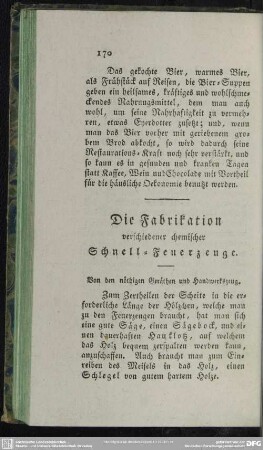 170
Das gekochte Bier, warmes Bier,
als Frühstück auf Reisen, die Bier-Suppen
geben ein heilsames, kräftiges und wohlschme-
ckendes Nahrungsmittel, dem man auch
wohl, um seine Nahrhaftigkeit zu vermeh-
ren, etwas Eyerdotter zusetzt; und, wenn
man das Bier vorher mit geriebenem gro-
bem Brod abkocht, so wird dadurch seine
Restaurations-Kraft noch sehr verstärkt, und
so kann es in gesunden und kranken Tagen
statt Kaffee, Wein und Chocolate mit Vortheil
für die häusliche Oekonomie benutzt werden.
Die Fabrikation
verschiedener chemischer
Schnell-Feuerzeuge.
Von den nöthigen Geräthen und Handwerkszeug.
Zum Zertheilen der Scheite in die er-
forderliche Länge der Hölzchen, welche man
zu den Feuerzeugen braucht, hat man sich
eine gute Säge, einen Sägebock, und ei-
nen dauerhaften Hauklotz, auf welchem
das Holz bequem zerspalten werden kann,
anzuschaffen. Auch braucht man zum Ein-
treiben des Meisels in das Holz, einen
Schlegel von gutem hartem Holze.